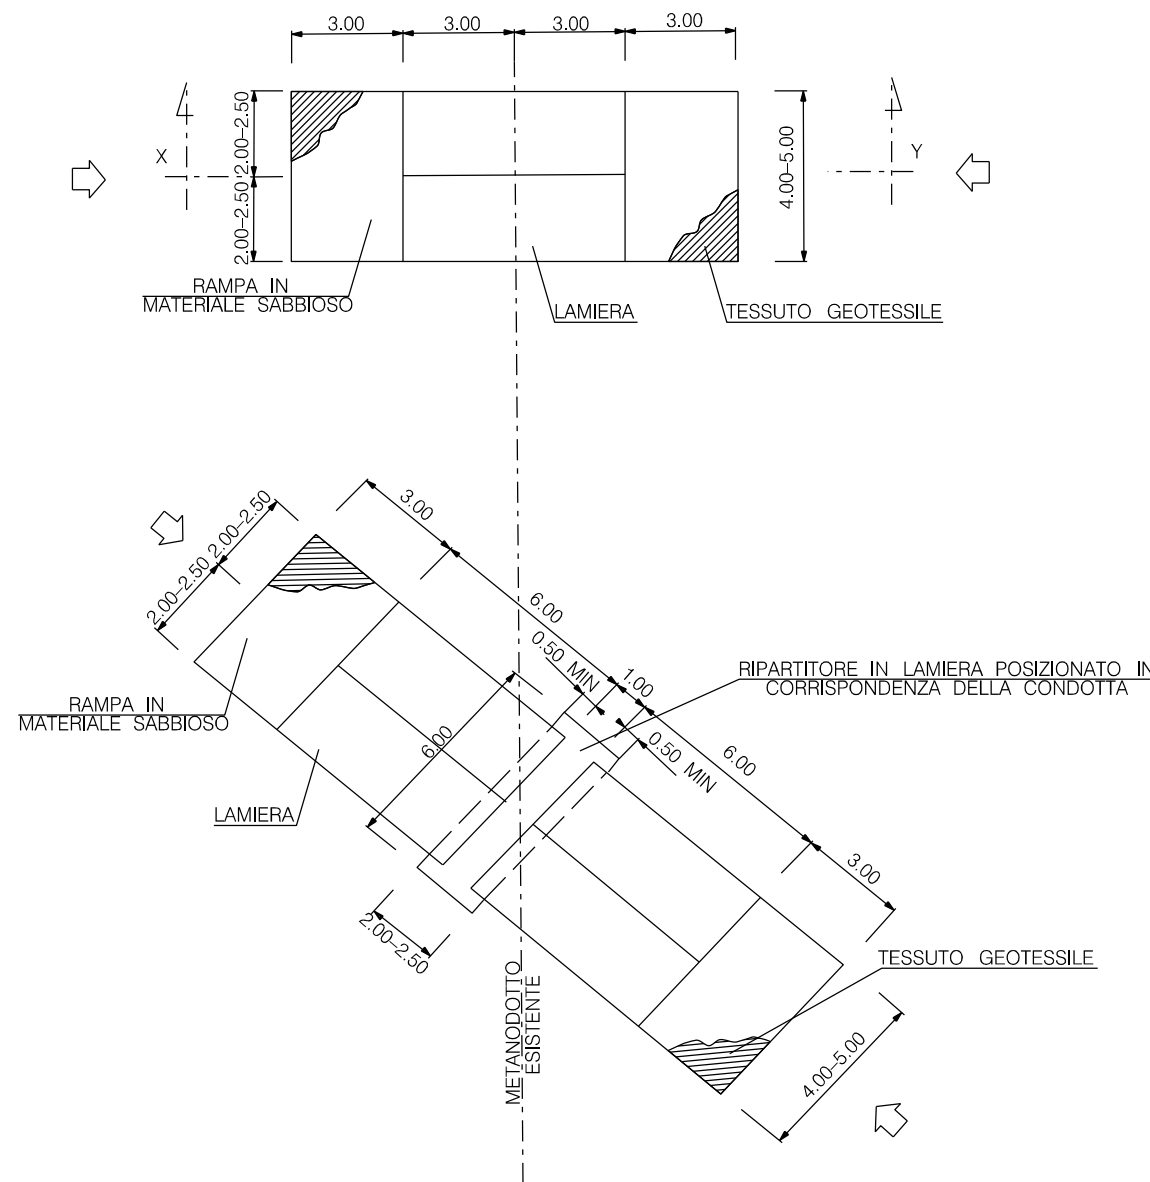 3.00
3.00
3.00
3.00
2.00-2.50
2.00-2.50
X
Y
4.00-5.00
RAMPA IN
MATERIALE SABBIOSO
LAMIERA
TESSUTO GEOTESSILE
3.00
2.00-2.50
2.00-2.50
6.00
0.50 MIN
1.00
RIPARTITORE IN LAMIERA POSIZIONATO IN
CORRISPONDENZA DELLA CONDOTTA
RAMPA IN
MATERIALE SABBIOSO
6.00
0.50 MIN
6.00
LAMIERA
3.00
2.00-2.50
TESSUTO GEOTESSILE
METANODOTTO
ESISTENTE
4.00-5.00